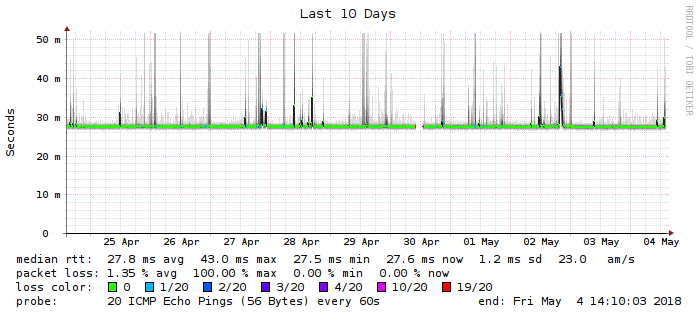 Last 10 Days
RRDTOOL / TOBI OETIKER
Seconds
50 m
40 m
30 m
20 m
10 m
0
25 Apr 26 Apr 27 Apr 28 Apr 29 Apr 30 Apr 01 May 02 May 03 May 04 May
median rtt: 27.8 ms avg 43.0 ms max 27.5 ms min 27.6 ms now 1.2 ms sd 23.0 am/s
packet loss: 1.35 % avg 100.00 % max 0.00 % min 0.00 % now
loss color: 0 1/20 2/20 3/20 4/20 10/20 19/20
probe: 20 ICMP Echo Pings (56 Bytes) every 60s end: Fri May 4 14:10:03 2018